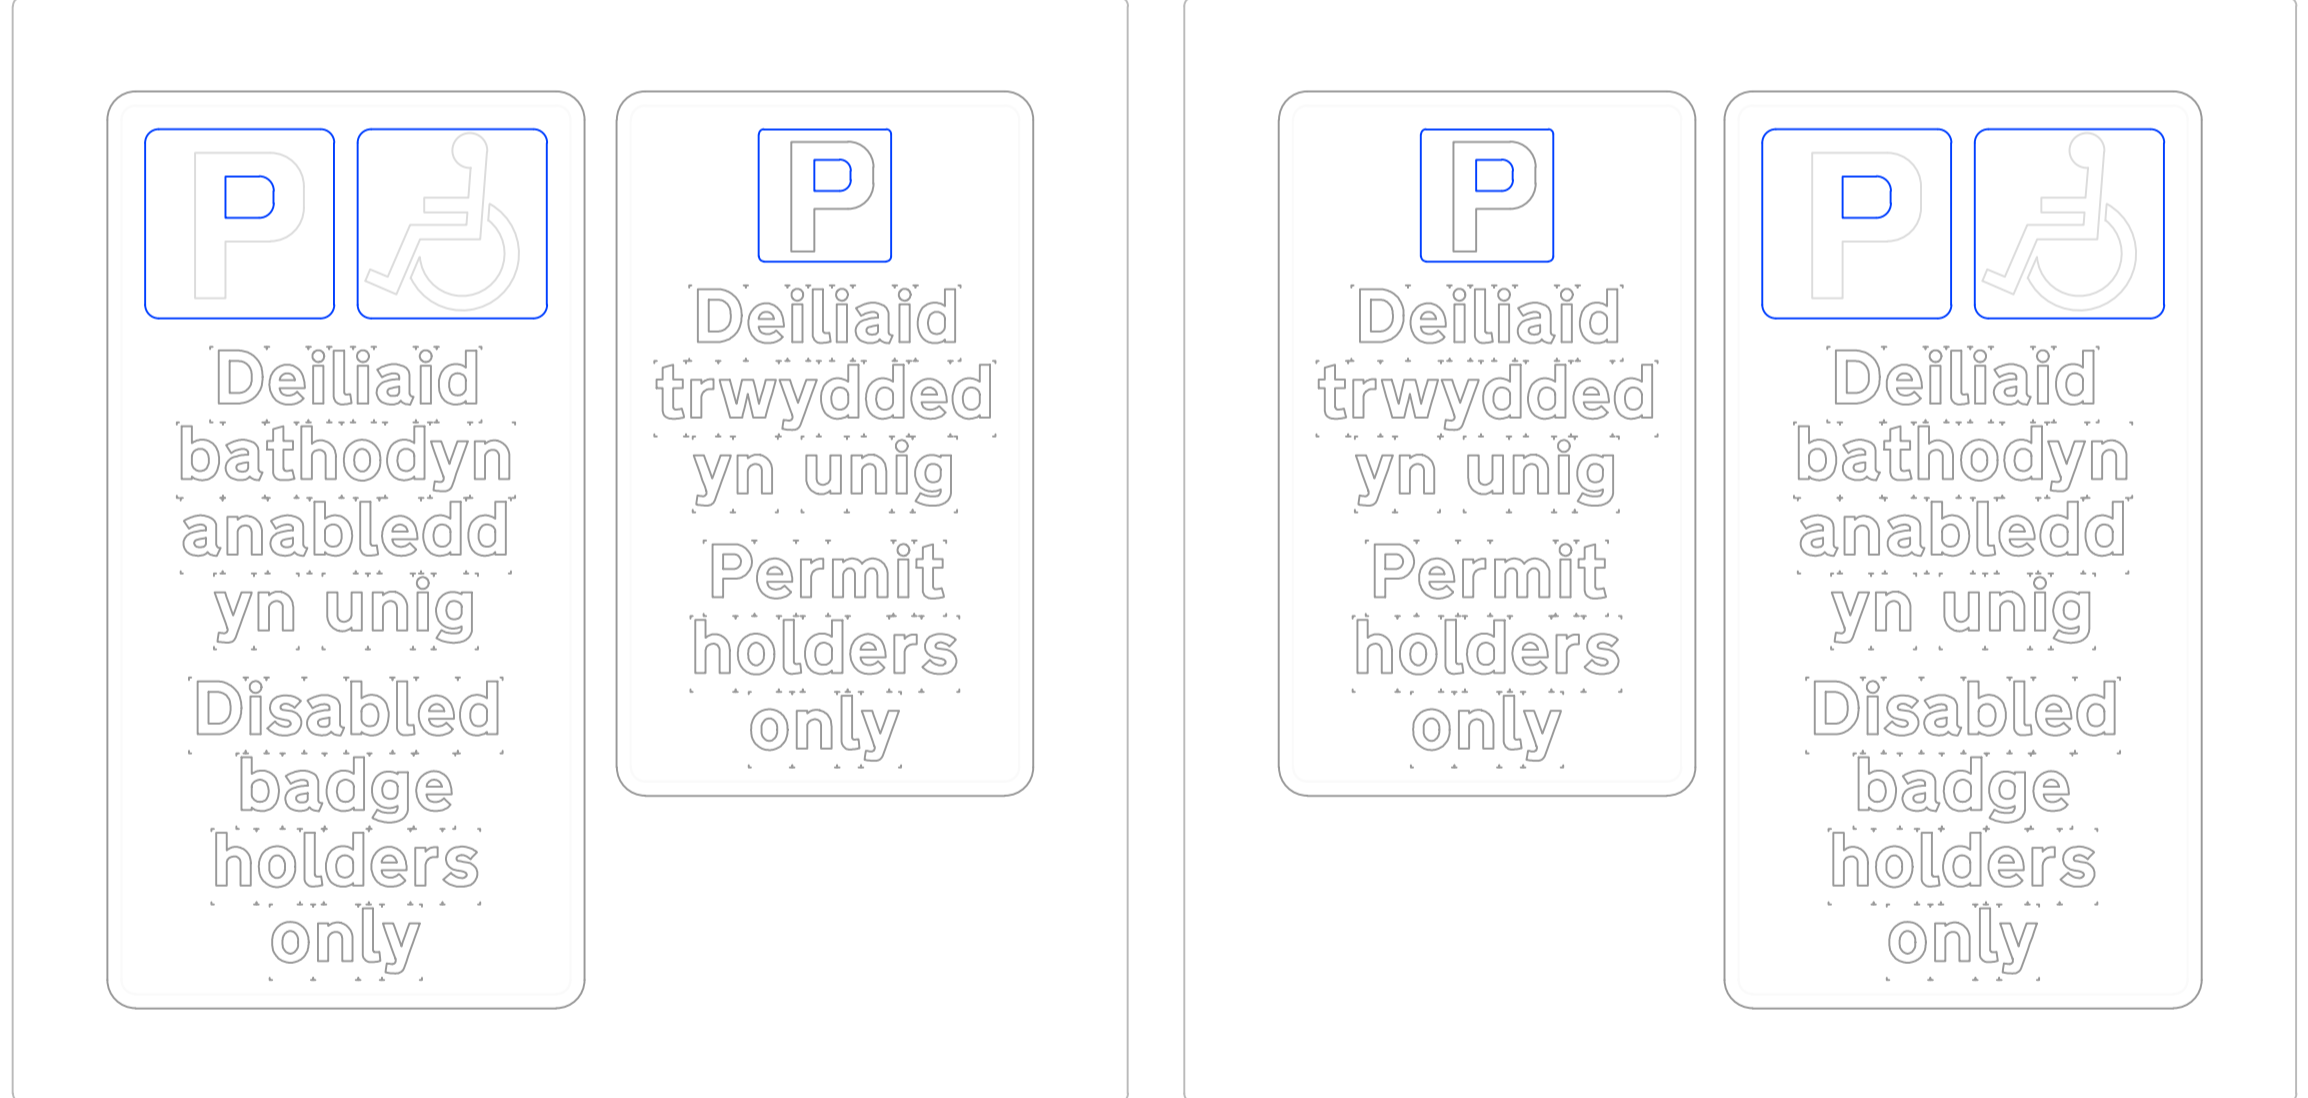 P
Deiliaid
bathodyn
anabledd
yn unig
Disabled
badge
holders
only
P
Deiliaid
trwydded
yn unig
Permit
holders
only
P
Deiliaid
trwydded
yn unig
Permit
holders
only
P
Deiliaid
bathodyn
anabledd
yn unig
Disabled
badge
holders
only